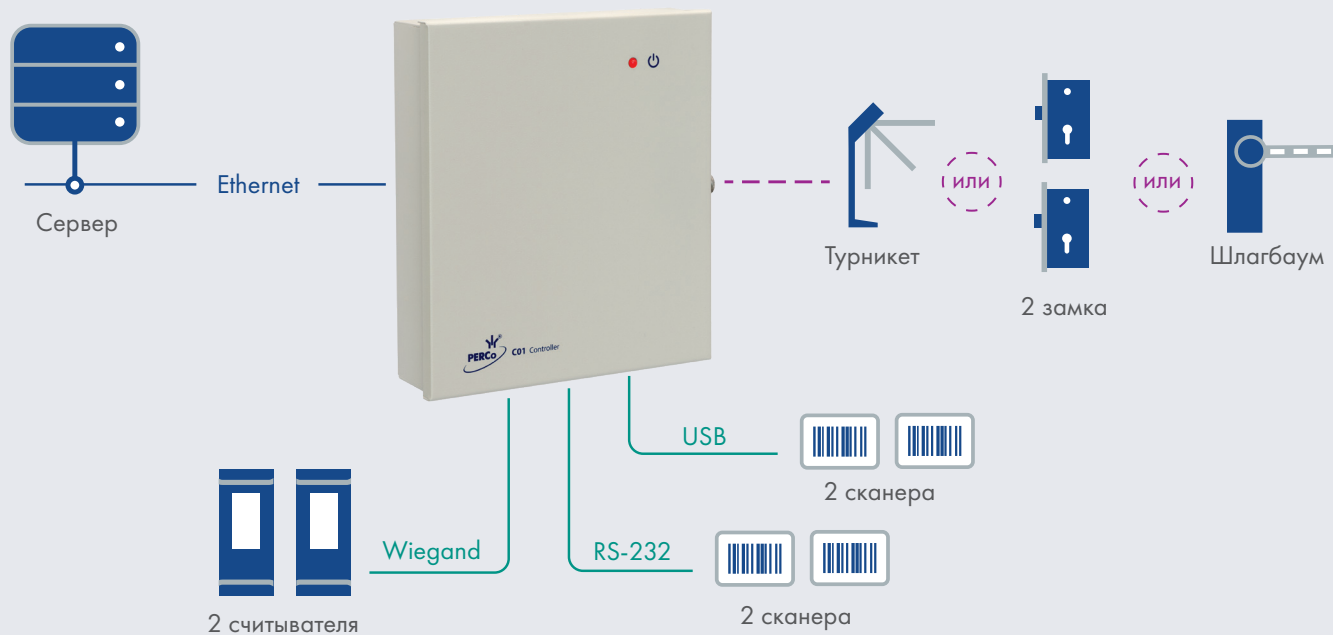 Ethernet
Сервер
PERCo
C01 Controller
Турникет
или
2 замка
или
Шлагбаум
USB
2 сканера
Wiegand
RS-232
2 считывателя
2 сканера